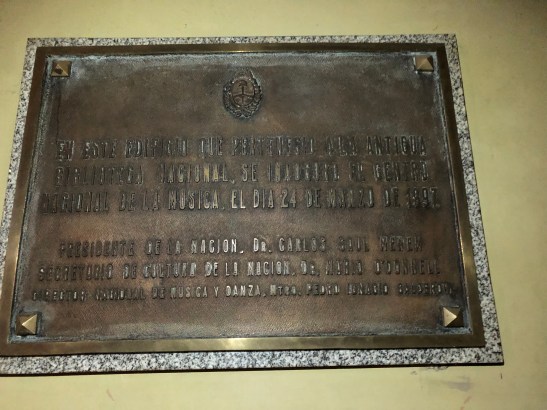 EN ESTE EDIFICIO QUE PERTENECIO A LA ANTIGUA
BIBLIOTECA NACIONAL, SE INAUGURO EL CENTRO
NACIONAL DE LA MUSICA, EL DIA 24 DE MARZO DE 1997.
PRESIDENTE DE LA NACION, DR. CARLOS SAUL MENEM
SECRETARIO DE CULTURA DE LA NACION, DR. MARIO O'DONNELL
DIRECTOR NACIONAL DE MUSICA Y DANZA, MTRO. PEDRO IGNACIO CALDERON